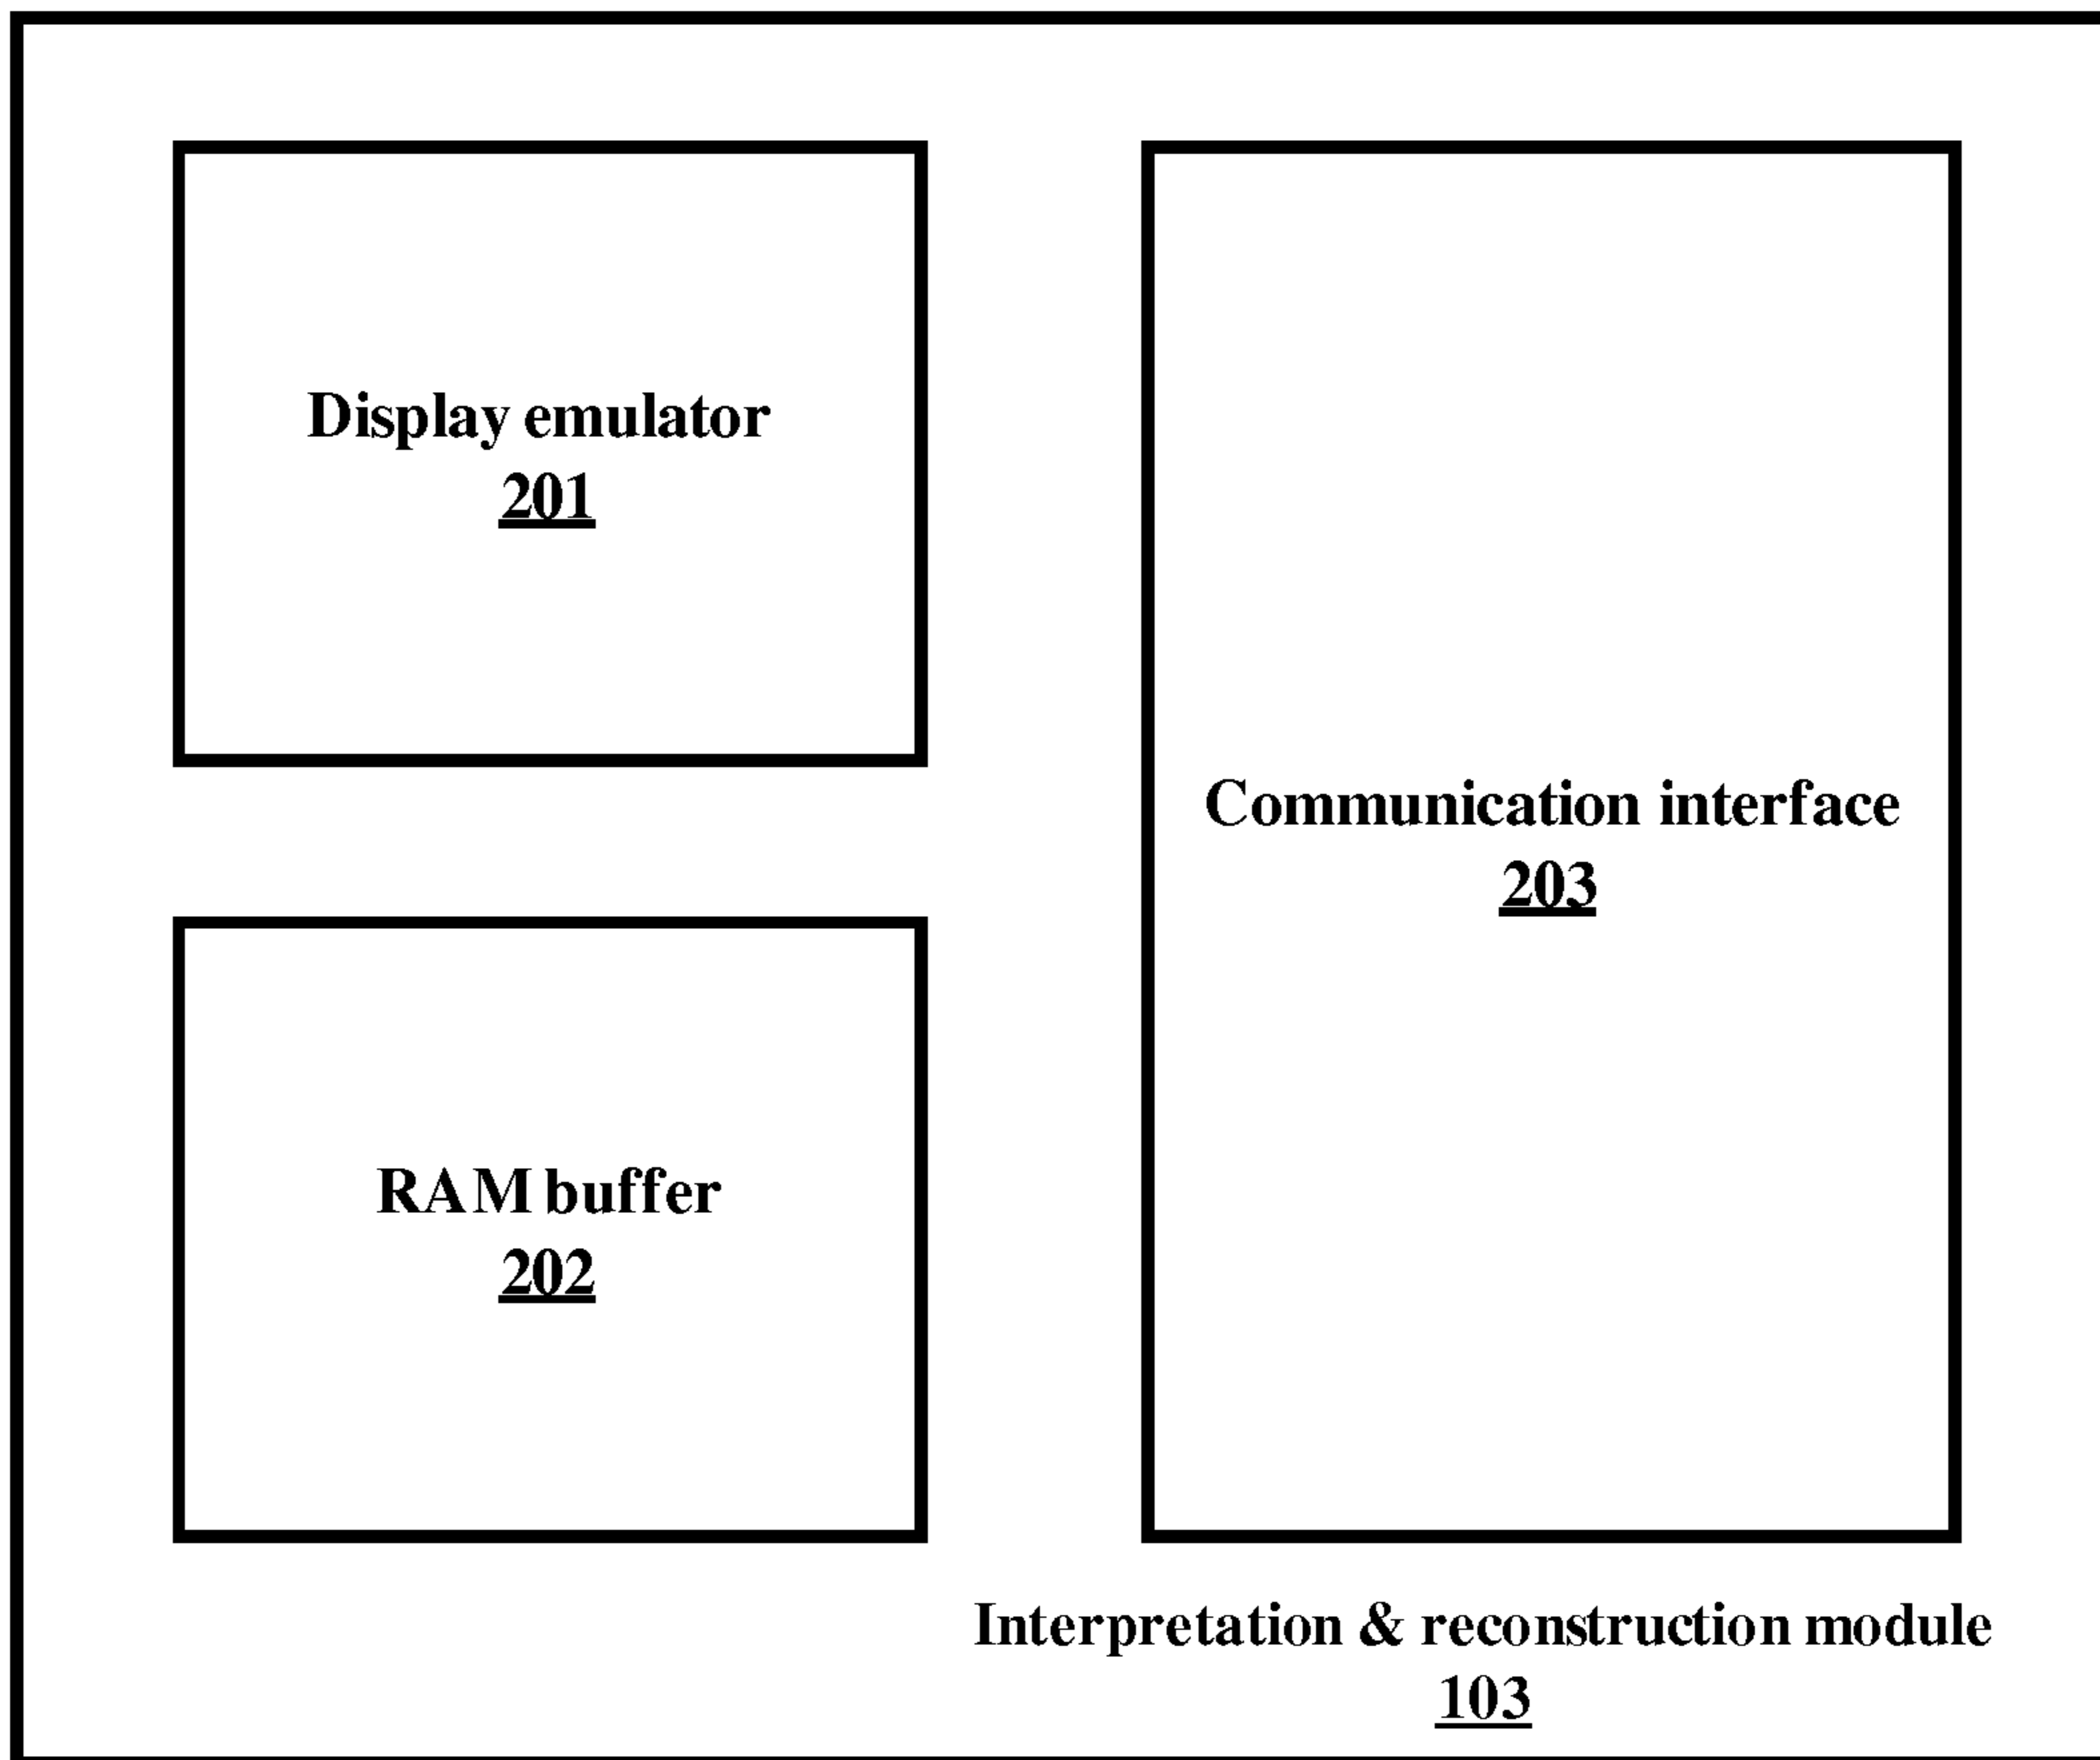 Display emulator
201
RAM buffer
202
Communication interface
203
Interpretation & reconstruction module
103